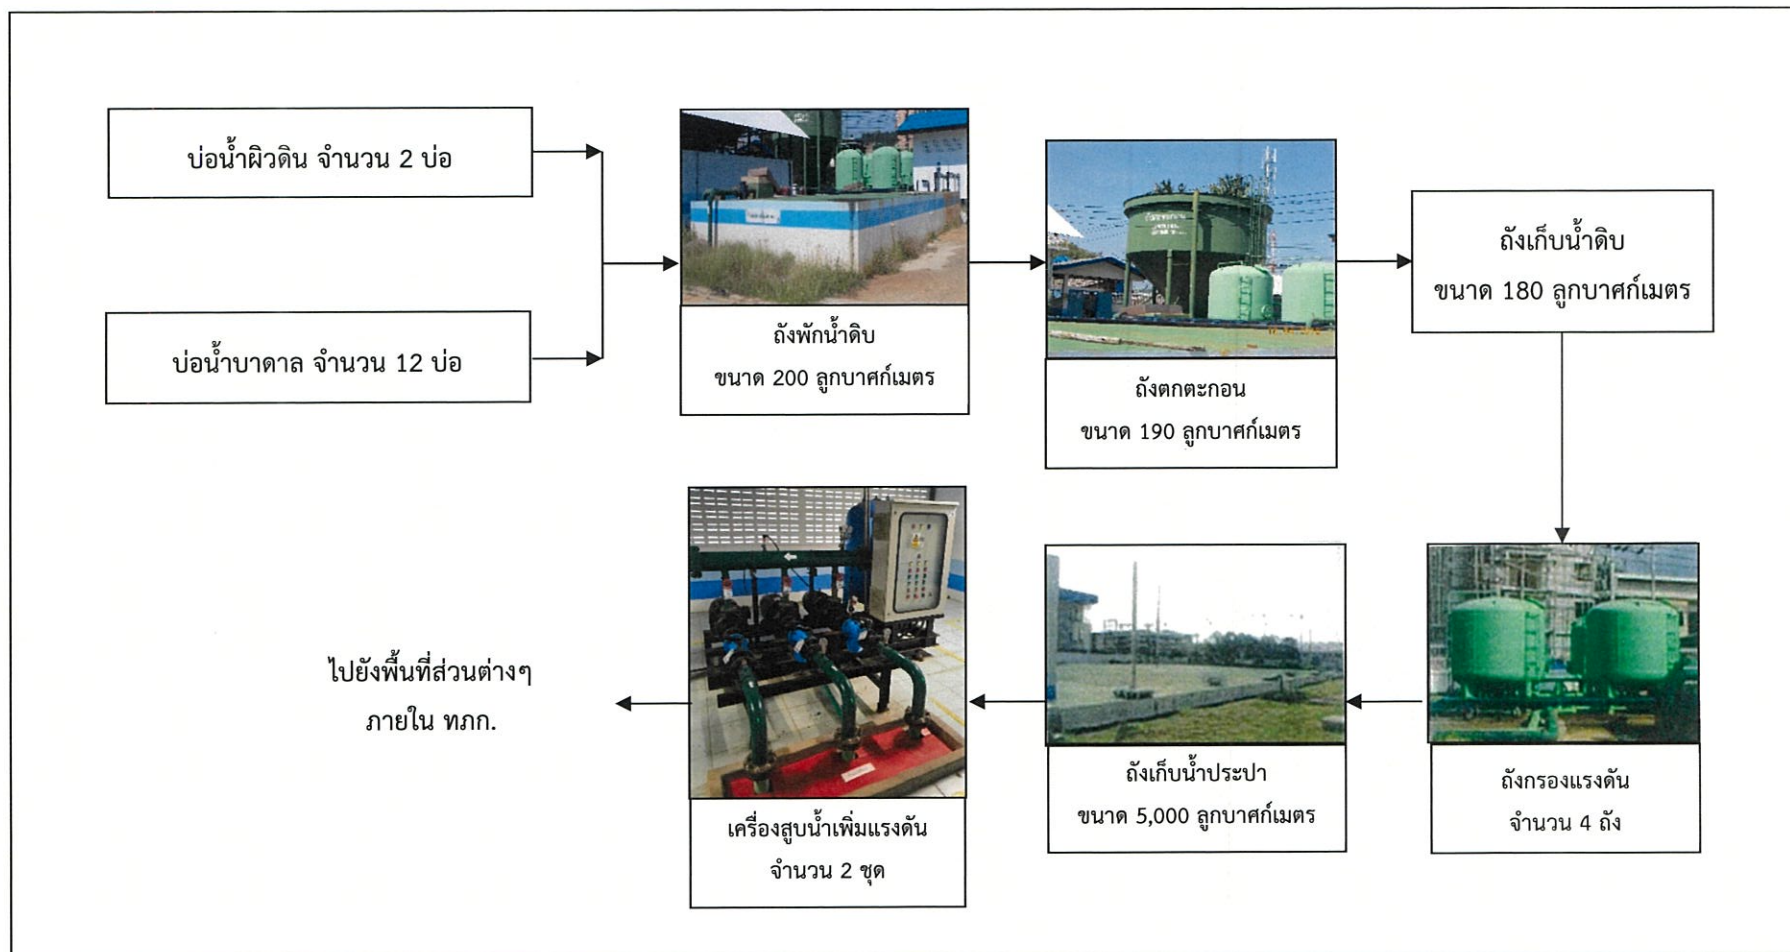 บ่อน้ำผิวดิน จำนวน 2 บ่อ
บ่อน้ำบาดาล จำนวน 12 บ่อ
ถังพักน้ำดิบ
ขนาด 200 ลูกบาศก์เมตร
ถังตกตะกอน
ขนาด 190 ลูกบาศก์เมตร
ถังเก็บน้ำดิบ
ขนาด 180 ลูกบาศก์เมตร
ถังกรองแรงดัน
จำนวน 4 ถัง
ถังเก็บน้ำประปา
ขนาด 5,000 ลูกบาศก์เมตร
เครื่องสูบน้ำเพิ่มแรงดัน
จำนวน 2 ชุด
ไปยังพื้นที่ส่วนต่างๆ
ภายใน ทภก.